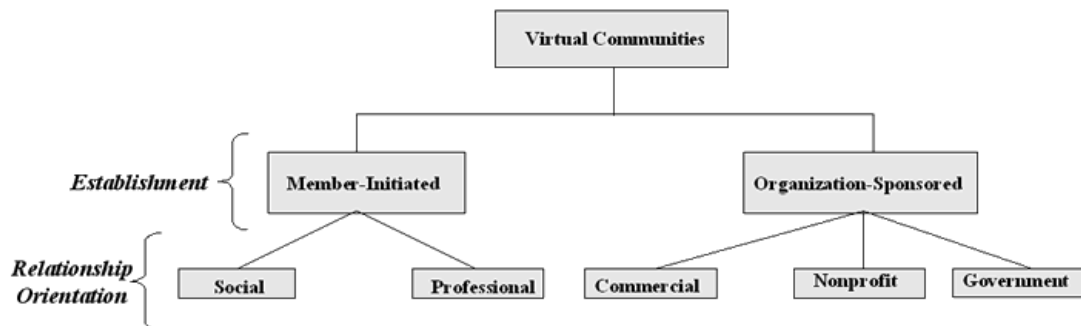 Virtual Communities
Establishment
Member-Initiated
Organization-Sponsored
Relationship
Orientation
Social
Professional
Commercial
Nonprofit
Government